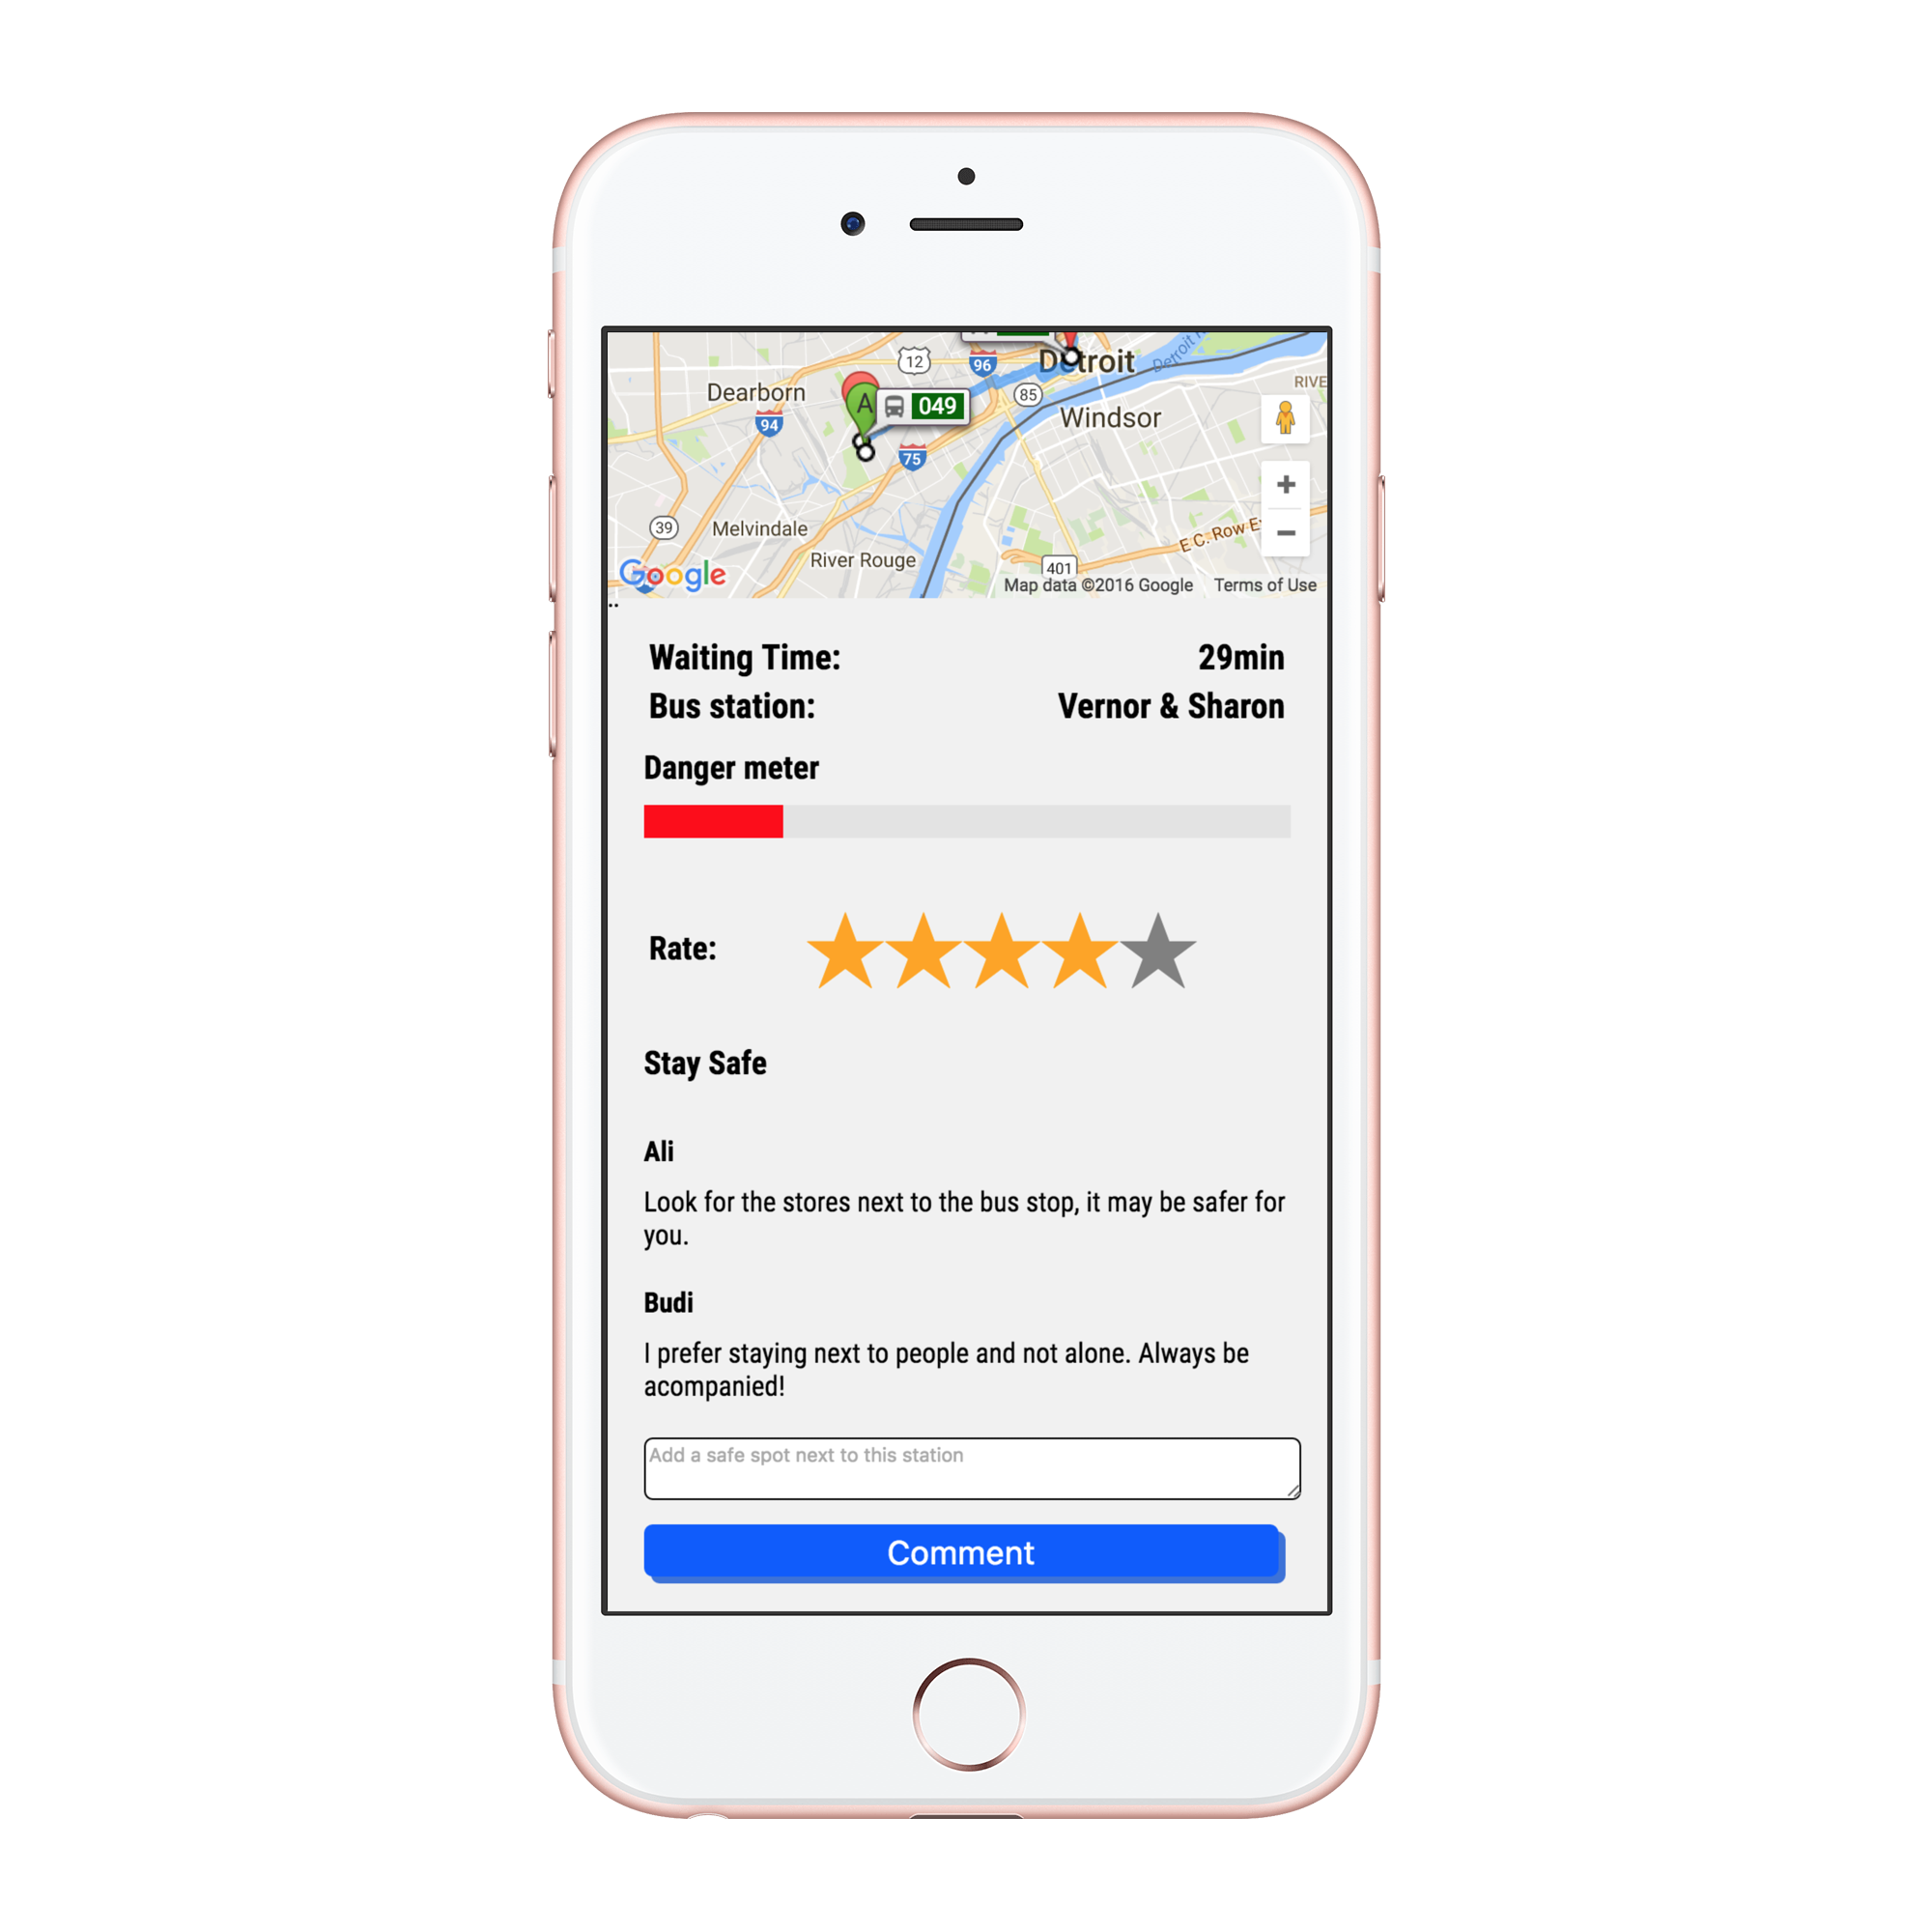 12
96
Detroit
Detroit
RIVE
Dearborn
85
A
049
94
Windsor
75
39
Melvindale
E C. Row E
River Rouge
401
Google
Map data ©2016 Google Terms of Use
..
Waiting Time: 29min
Bus station: Vernor & Sharon
Danger meter
Rate:
Stay Safe
Ali
Look for the stores next to the bus stop, it may be safer for
you.
Budi
I prefer staying next to people and not alone. Always be
acompanied!
Add a safe spot next to this station
Comment